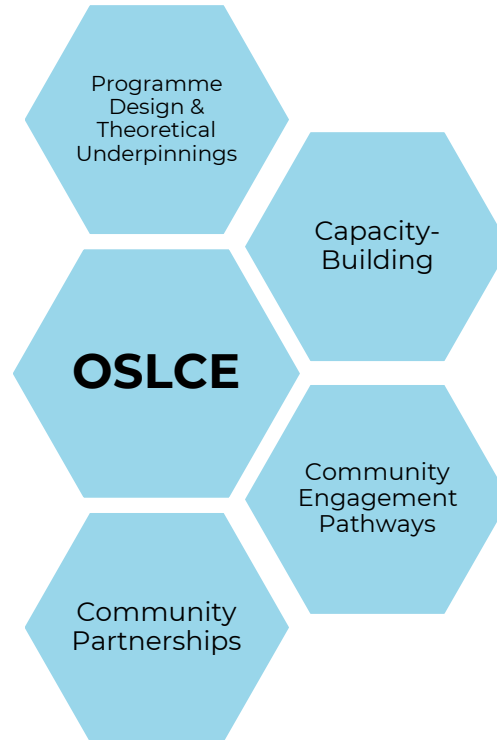 Programme
Design &
Theoretical
Underpinnings
Capacity-
Building
OSLCE
Community
Engagement
Pathways
Community
Partnerships